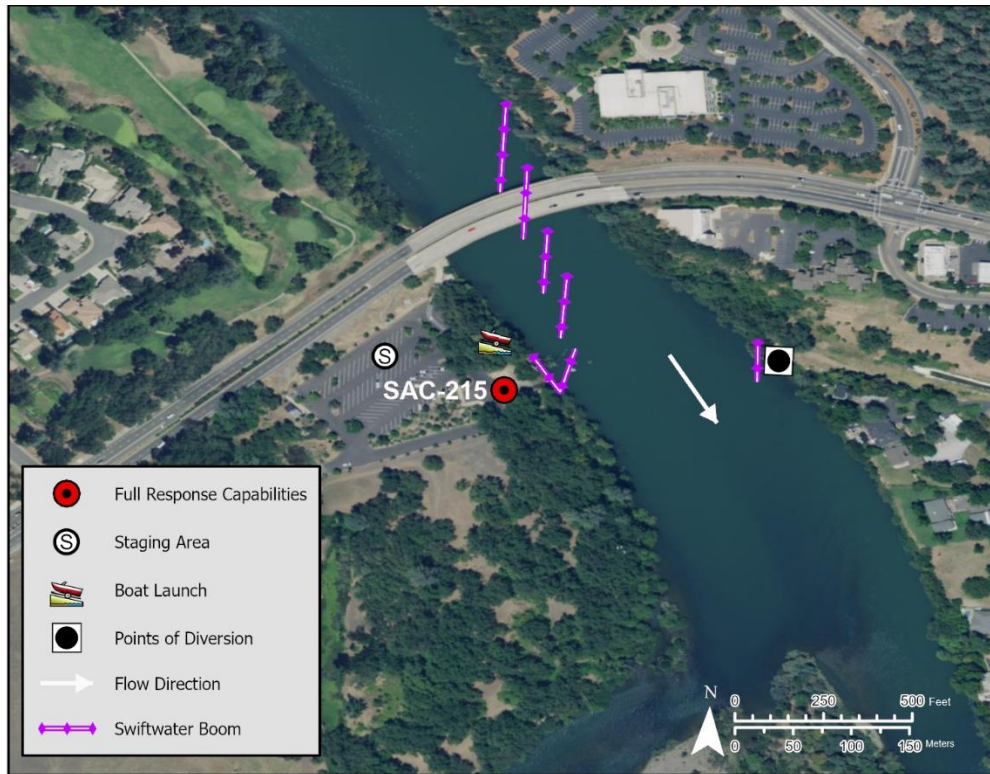 SAC-215
S
S
Full Response Capabilities
Staging Area
Boat Launch
Points of Diversion
Flow Direction
Swiftwater Boom
N
0 250 500 Feet
0 50 100 150 Meters